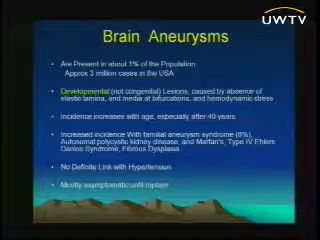 UWTV
Brain Aneurysms
• Are Present in about 1% of the Population
Approx 3 million cases in the USA
• Developmental (not congenital) Lesions, caused by absence of
elastic lamina, and media at bifurcations, and hemodynamic stress
• Incidence increases with age, especially after 40 years
• Increased incidence With familial aneurysm syndrome (8%),
Autosomal polycystic kidney disease, and Marfan's, Type IV Ehlers
Danlos Syndrome, Fibrous Dysplasia
• No Definite Link with Hypertension
• Mostly asymptomatic until rupture